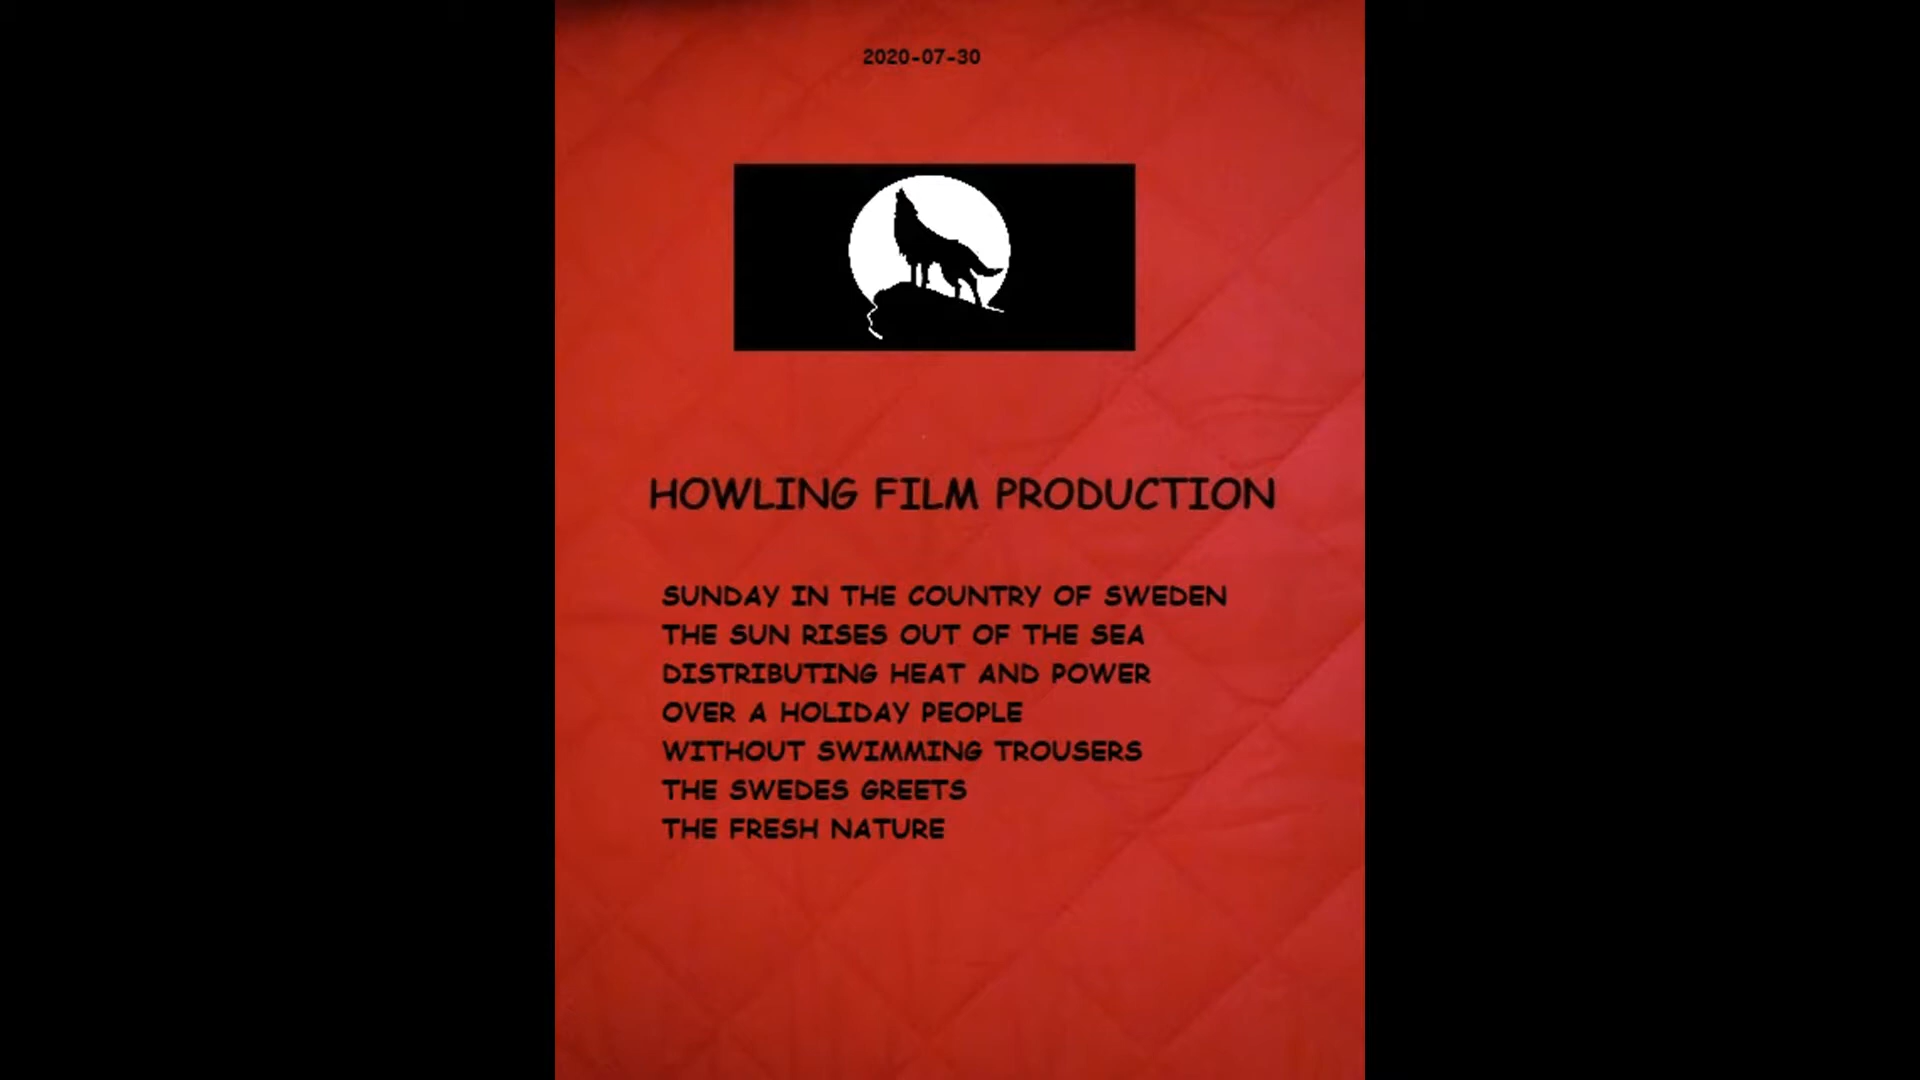 2020-07-30
HOWLING FILM PRODUCTION
SUNDAY IN THE COUNTRY OF SWEDEN
THE SUN RISES OUT OF THE SEA
DISTRIBUTING HEAT AND POWER
OVER A HOLIDAY PEOPLE
WITHOUT SWIMMING TROUSERS
THE SWEDES GREETS
THE FRESH NATURE